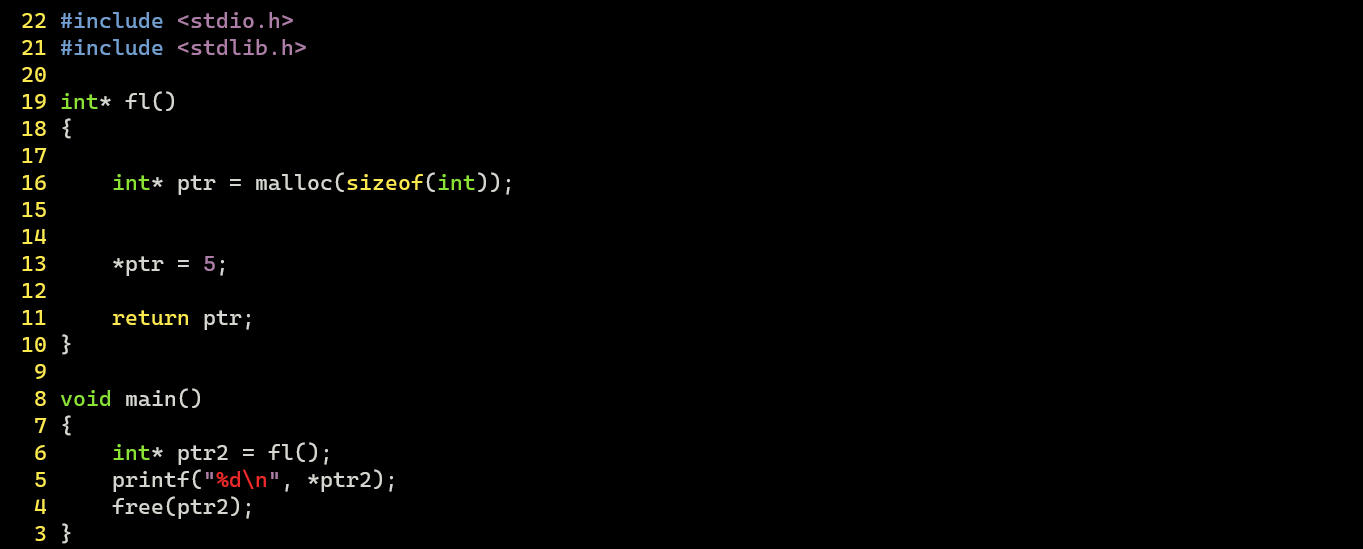 22 #include <stdio.h>
21 #include <stdlib.h>
20
19 int* fl()
18 {
17
16     int* ptr = malloc(sizeof(int));
15
14
13     *ptr = 5;
12
11     return ptr;
10 }
9
8 void main()
7 {
6     int* ptr2 = fl();
5     printf("%d\n", *ptr2);
4     free(ptr2);
3 }